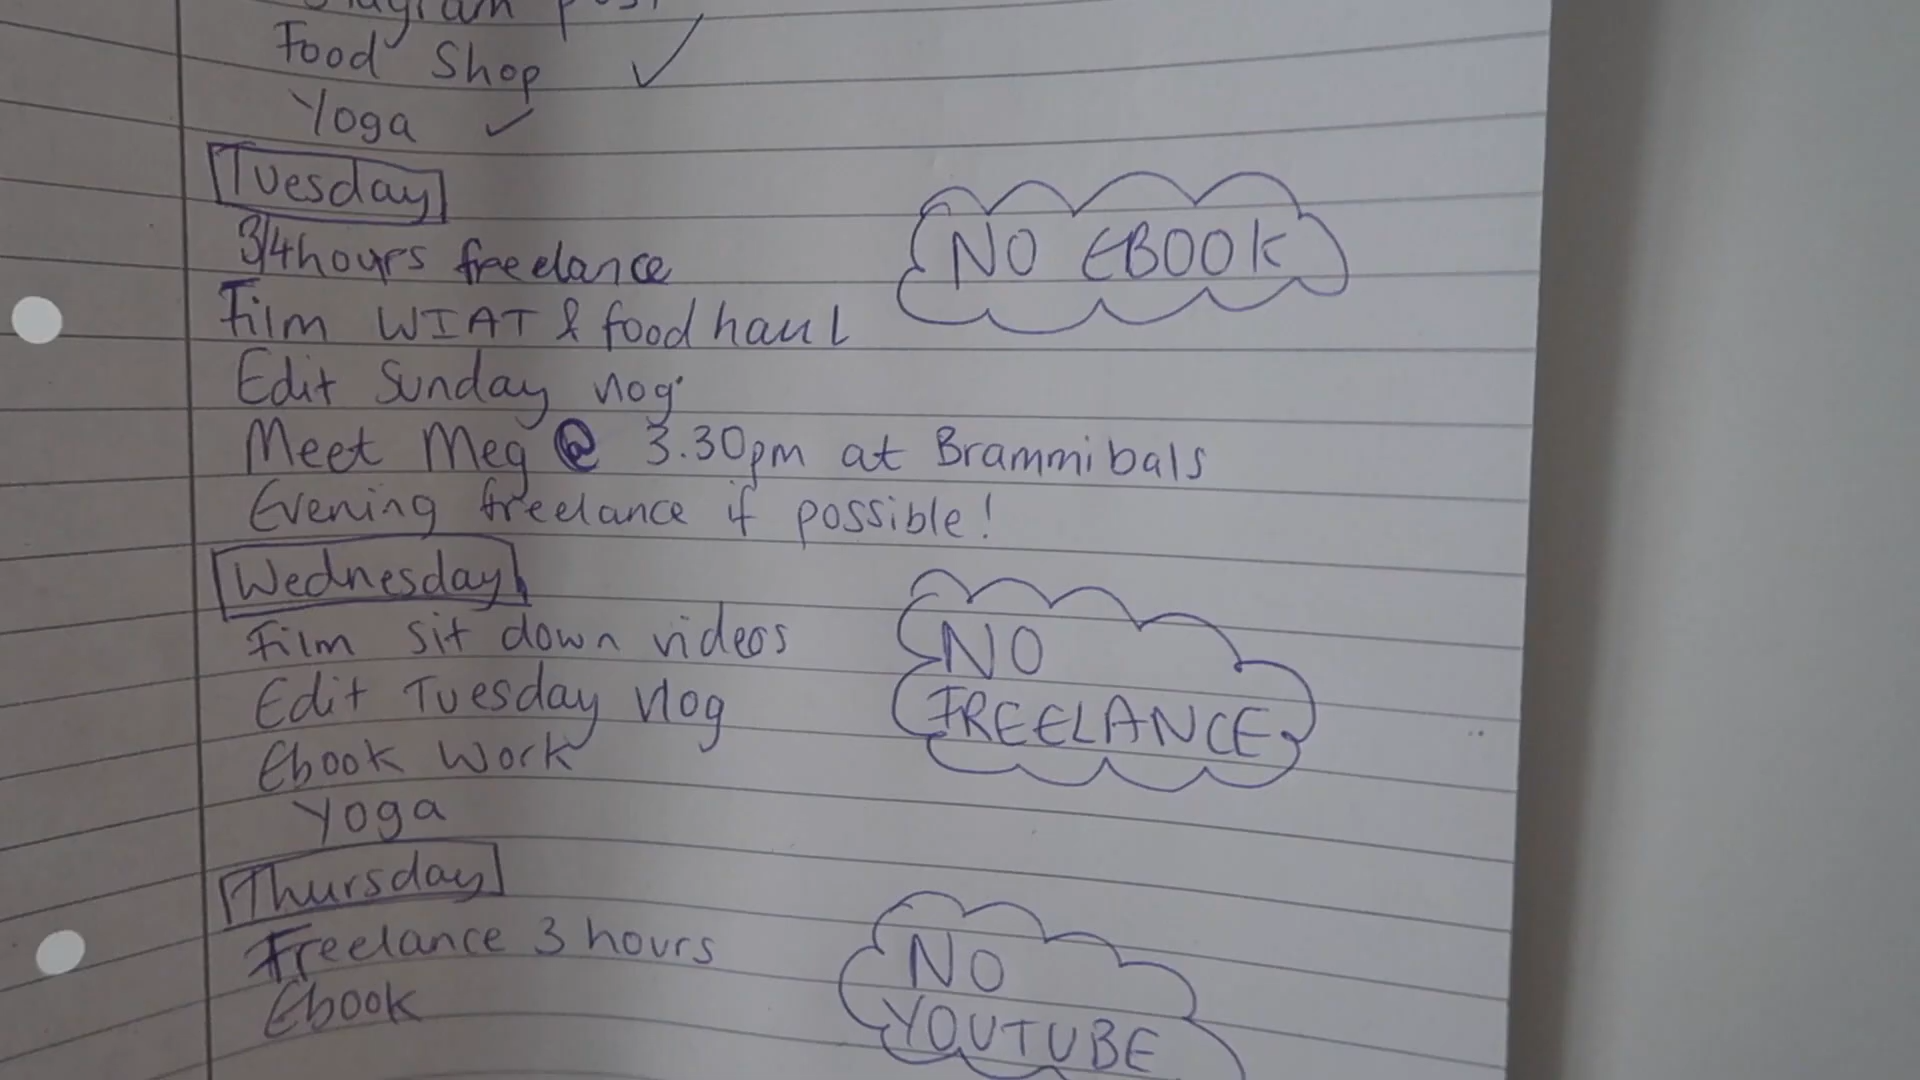 Food Shop ✓
Yoga ✓
Tuesday
3/4 hours freelance
NO EBOOK
Film WIAT & food haul
Edit Sunday vlog
Meet Meg @ 3.30pm at Brammibals
Evening freelance if possible!
Wednesday
Film sit down videos
NO
FREELANCE
Edit Tuesday vlog
Ebook Work
Yoga
Thursday
Freelance 3 hours
NO
YOUTUBE
Ebook